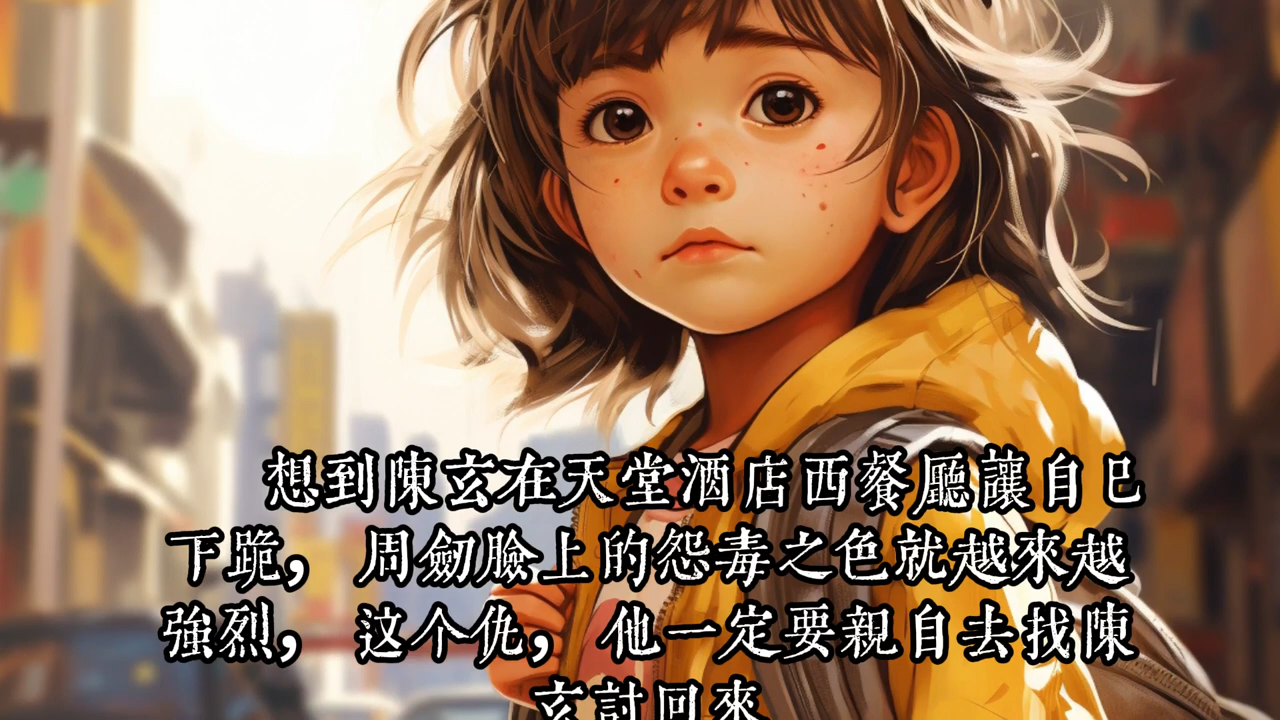 想到陳玄在天堂酒店西餐廳讓自已
下跪， 周劒臉上的怨毒之色就越來越
強烈， 这个仇， 他一定要親自去找陳
玄討回來